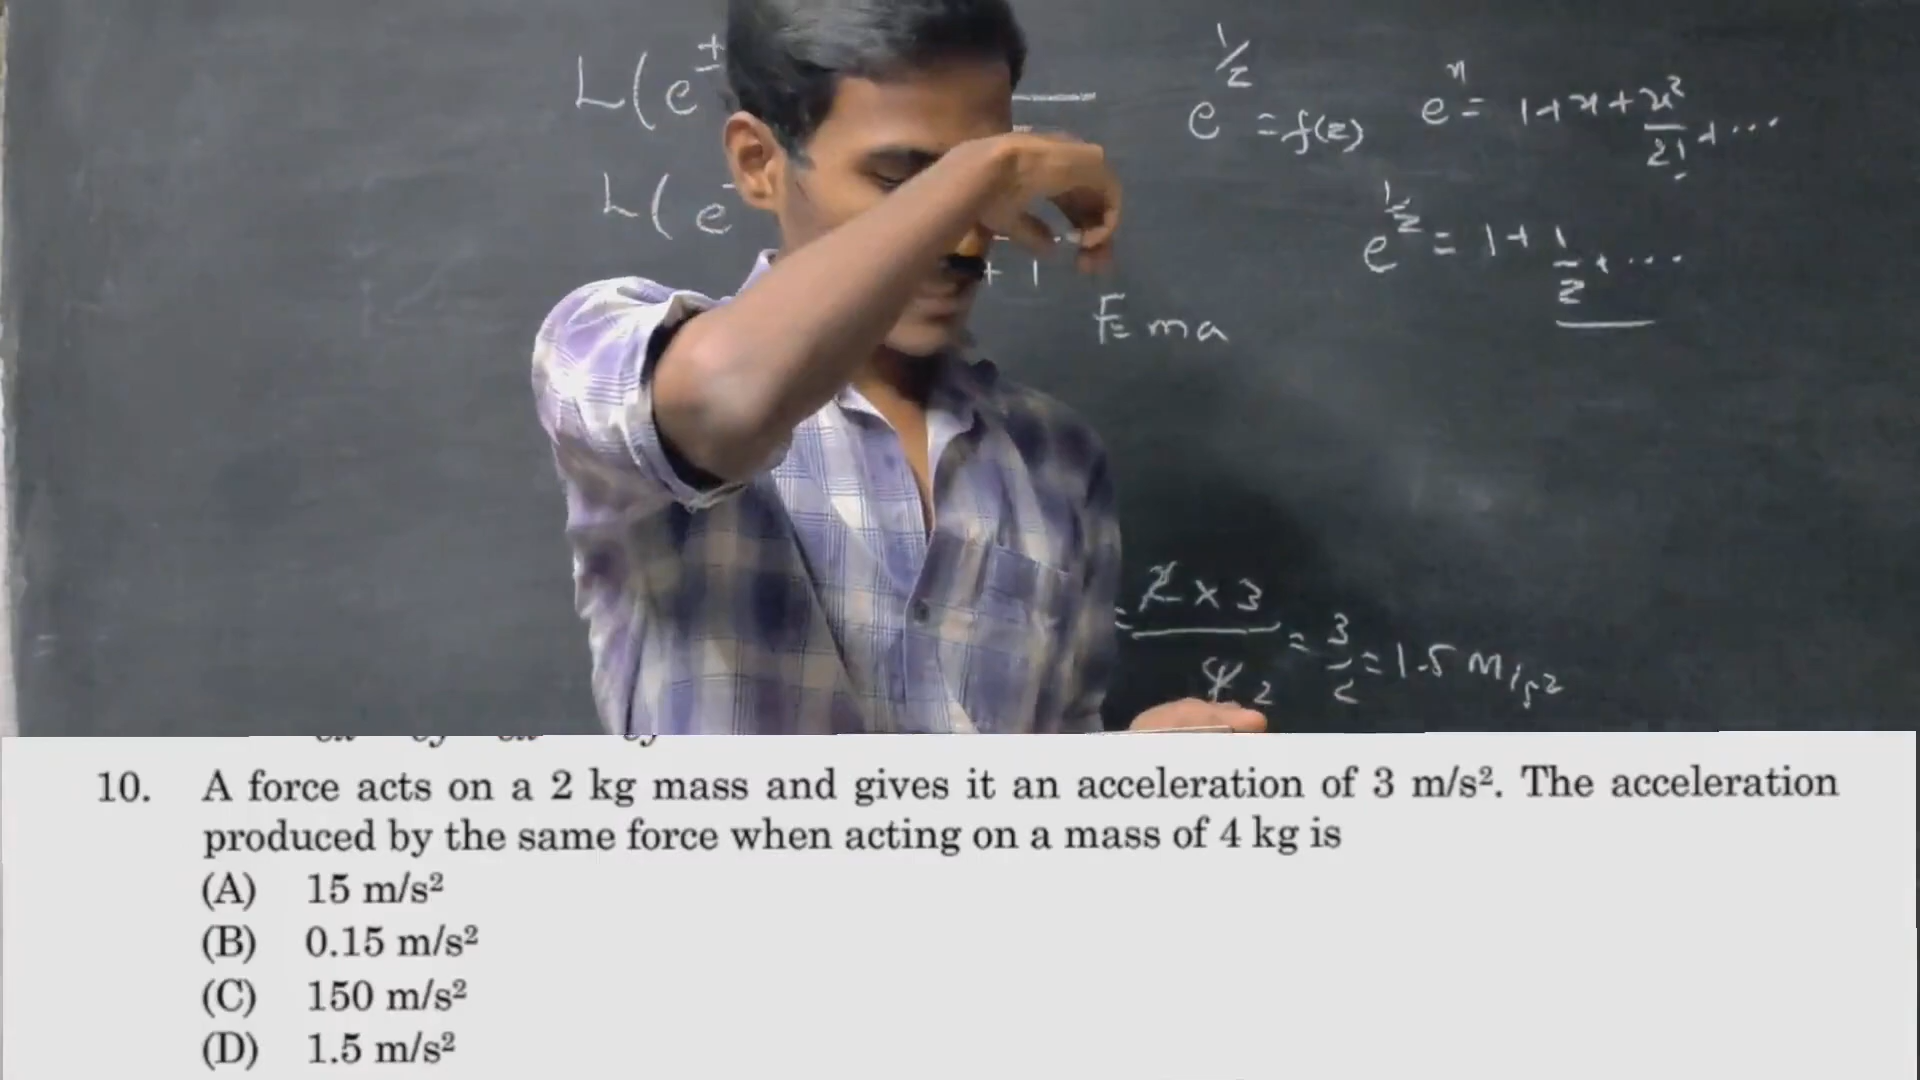 L(e
e^{1/z} = f(z)
e^x = 1 + x + x²/2! + ...
L(e
+ 1
e^{1/z} = 1 + 1/z + ...
F = ma
= 2 x 3 / 4 2 = 3/2 = 1.5 m/s²
10. A force acts on a 2 kg mass and gives it an acceleration of 3 m/s². The acceleration
produced by the same force when acting on a mass of 4 kg is
(A) 15 m/s²
(B) 0.15 m/s²
(C) 150 m/s²
(D) 1.5 m/s²